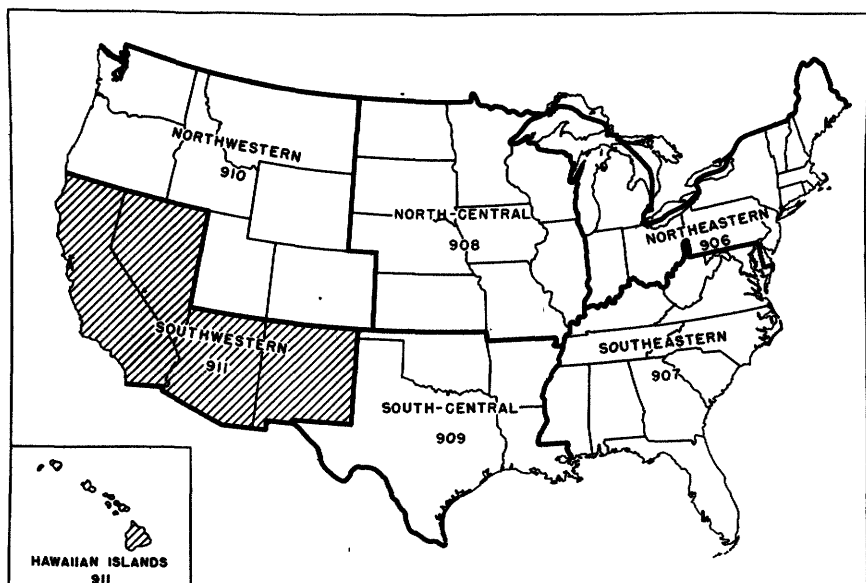 NORTHWESTERN
910
NORTH-CENTRAL
908
NORTHEASTERN
906
SOUTHWESTERN
911
SOUTHEASTERN
907
SOUTH-CENTRAL
909
HAWAIIAN ISLANDS
911